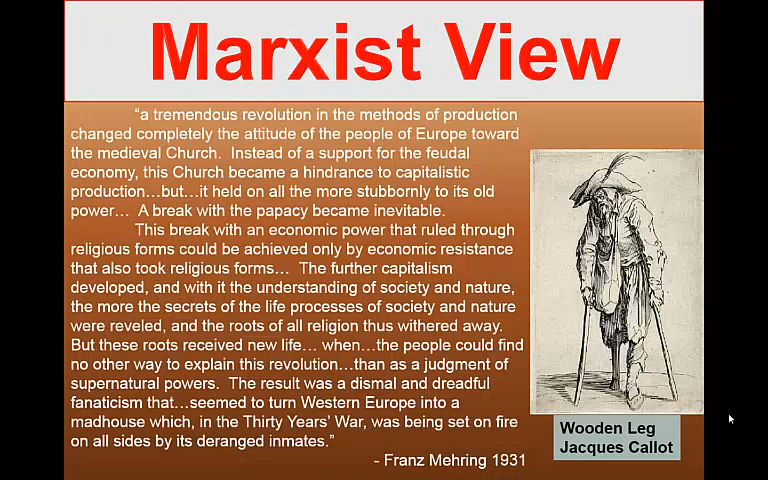 Marxist View
"a tremendous revolution in the methods of production
changed completely the attitude of the people of Europe toward
the medieval Church.  Instead of a support for the feudal
economy, this Church became a hindrance to capitalistic
production…but…it held on all the more stubbornly to its old
power…  A break with the papacy became inevitable.
This break with an economic power that ruled through
religious forms could be achieved only by economic resistance
that also took religious forms…  The further capitalism
developed, and with it the understanding of society and nature,
the more the secrets of the life processes of society and nature
were reveled, and the roots of all religion thus withered away.
But these roots received new life… when…the people could find
no other way to explain this revolution…than as a judgment of
supernatural powers.  The result was a dismal and dreadful
fanaticism that…seemed to turn Western Europe into a
madhouse which, in the Thirty Years' War, was being set on fire
on all sides by its deranged inmates."
- Franz Mehring 1931
Wooden Leg
Jacques Callot